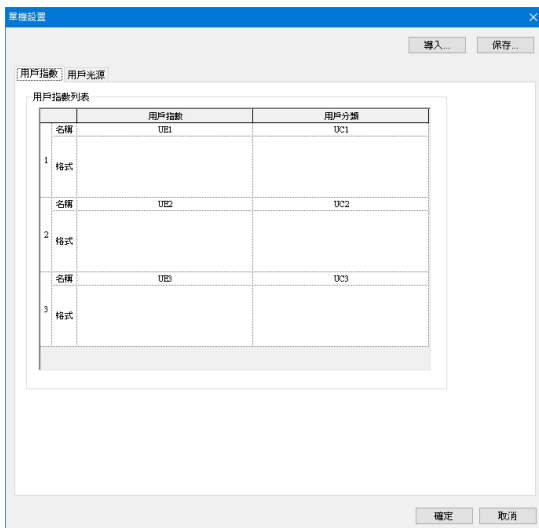 單機設置
導入... 保存...
用戶指數 用戶光源
用戶指數列表
用戶指數 用戶分類
名稱 UE1 UC1
1
格式
名稱 UE2 UC2
2
格式
名稱 UE3 UC3
3
格式
確定 取消